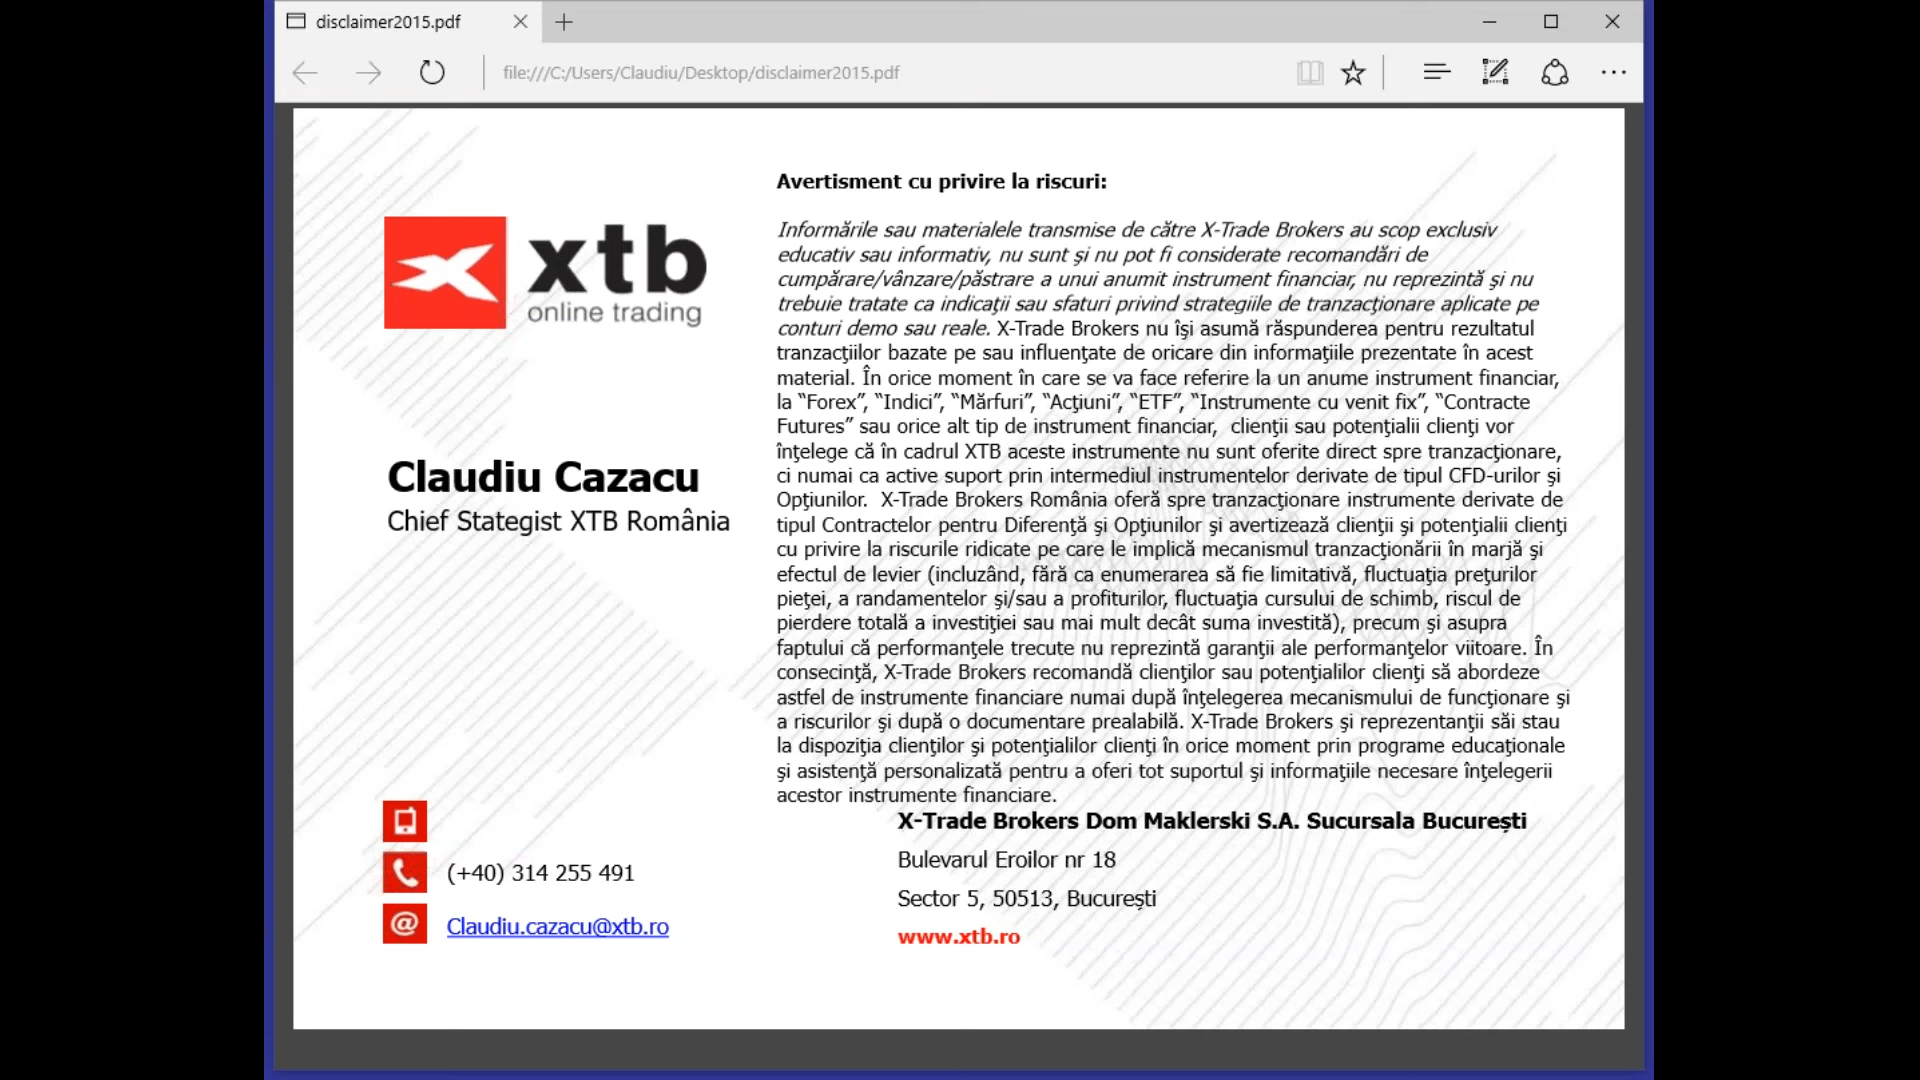 disclaimer2015.pdf
file:///C:/Users/Claudiu/Desktop/disclaimer2015.pdf
xtb
online trading
Claudiu Cazacu
Chief Stategist XTB România
(+40) 314 255 491
Claudiu.cazacu@xtb.ro
Avertisment cu privire la riscuri:
Informările sau materialele transmise de către X-Trade Brokers au scop exclusiv
educativ sau informativ, nu sunt şi nu pot fi considerate recomandări de
cumpărare/vânzare/păstrare a unui anumit instrument financiar, nu reprezintă şi nu
trebuie tratate ca indicaţii sau sfaturi privind strategiile de tranzacţionare aplicate pe
conturi demo sau reale. X-Trade Brokers nu îşi asumă răspunderea pentru rezultatul
tranzacţiilor bazate pe sau influenţate de oricare din informaţiile prezentate în acest
material. În orice moment în care se va face referire la un anume instrument financiar,
la “Forex”, “Indici”, “Mărfuri”, “Acţiuni”, “ETF”, “Instrumente cu venit fix”, “Contracte
Futures” sau orice alt tip de instrument financiar, clienţii sau potenţialii clienţi vor
înţelege că în cadrul XTB aceste instrumente nu sunt oferite direct spre tranzacţionare,
ci numai ca active suport prin intermediul instrumentelor derivate de tipul CFD-urilor şi
Opţiunilor. X-Trade Brokers România oferă spre tranzacţionare instrumente derivate de
tipul Contractelor pentru Diferenţă şi Opţiunilor şi avertizează clienţii şi potenţialii clienţi
cu privire la riscurile ridicate pe care le implică mecanismul tranzacţionării în marjă şi
efectul de levier (incluzând, fără ca enumerarea să fie limitativă, fluctuaţia preţurilor
pieţei, a randamentelor şi/sau a profiturilor, fluctuaţia cursului de schimb, riscul de
pierdere totală a investiţiei sau mai mult decât suma investită), precum şi asupra
faptului că performanţele trecute nu reprezintă garanţii ale performanţelor viitoare. În
consecinţă, X-Trade Brokers recomandă clienţilor sau potenţialilor clienţi să abordeze
astfel de instrumente financiare numai după înţelegerea mecanismului de funcţionare şi
a riscurilor şi după o documentare prealabilă. X-Trade Brokers şi reprezentanţii săi stau
la dispoziţia clienţilor şi potenţialilor clienţi în orice moment prin programe educaţionale
şi asistenţă personalizată pentru a oferi tot suportul şi informaţiile necesare înţelegerii
acestor instrumente financiare.
X-Trade Brokers Dom Maklerski S.A. Sucursala București
Bulevarul Eroilor nr 18
Sector 5, 50513, București
www.xtb.ro